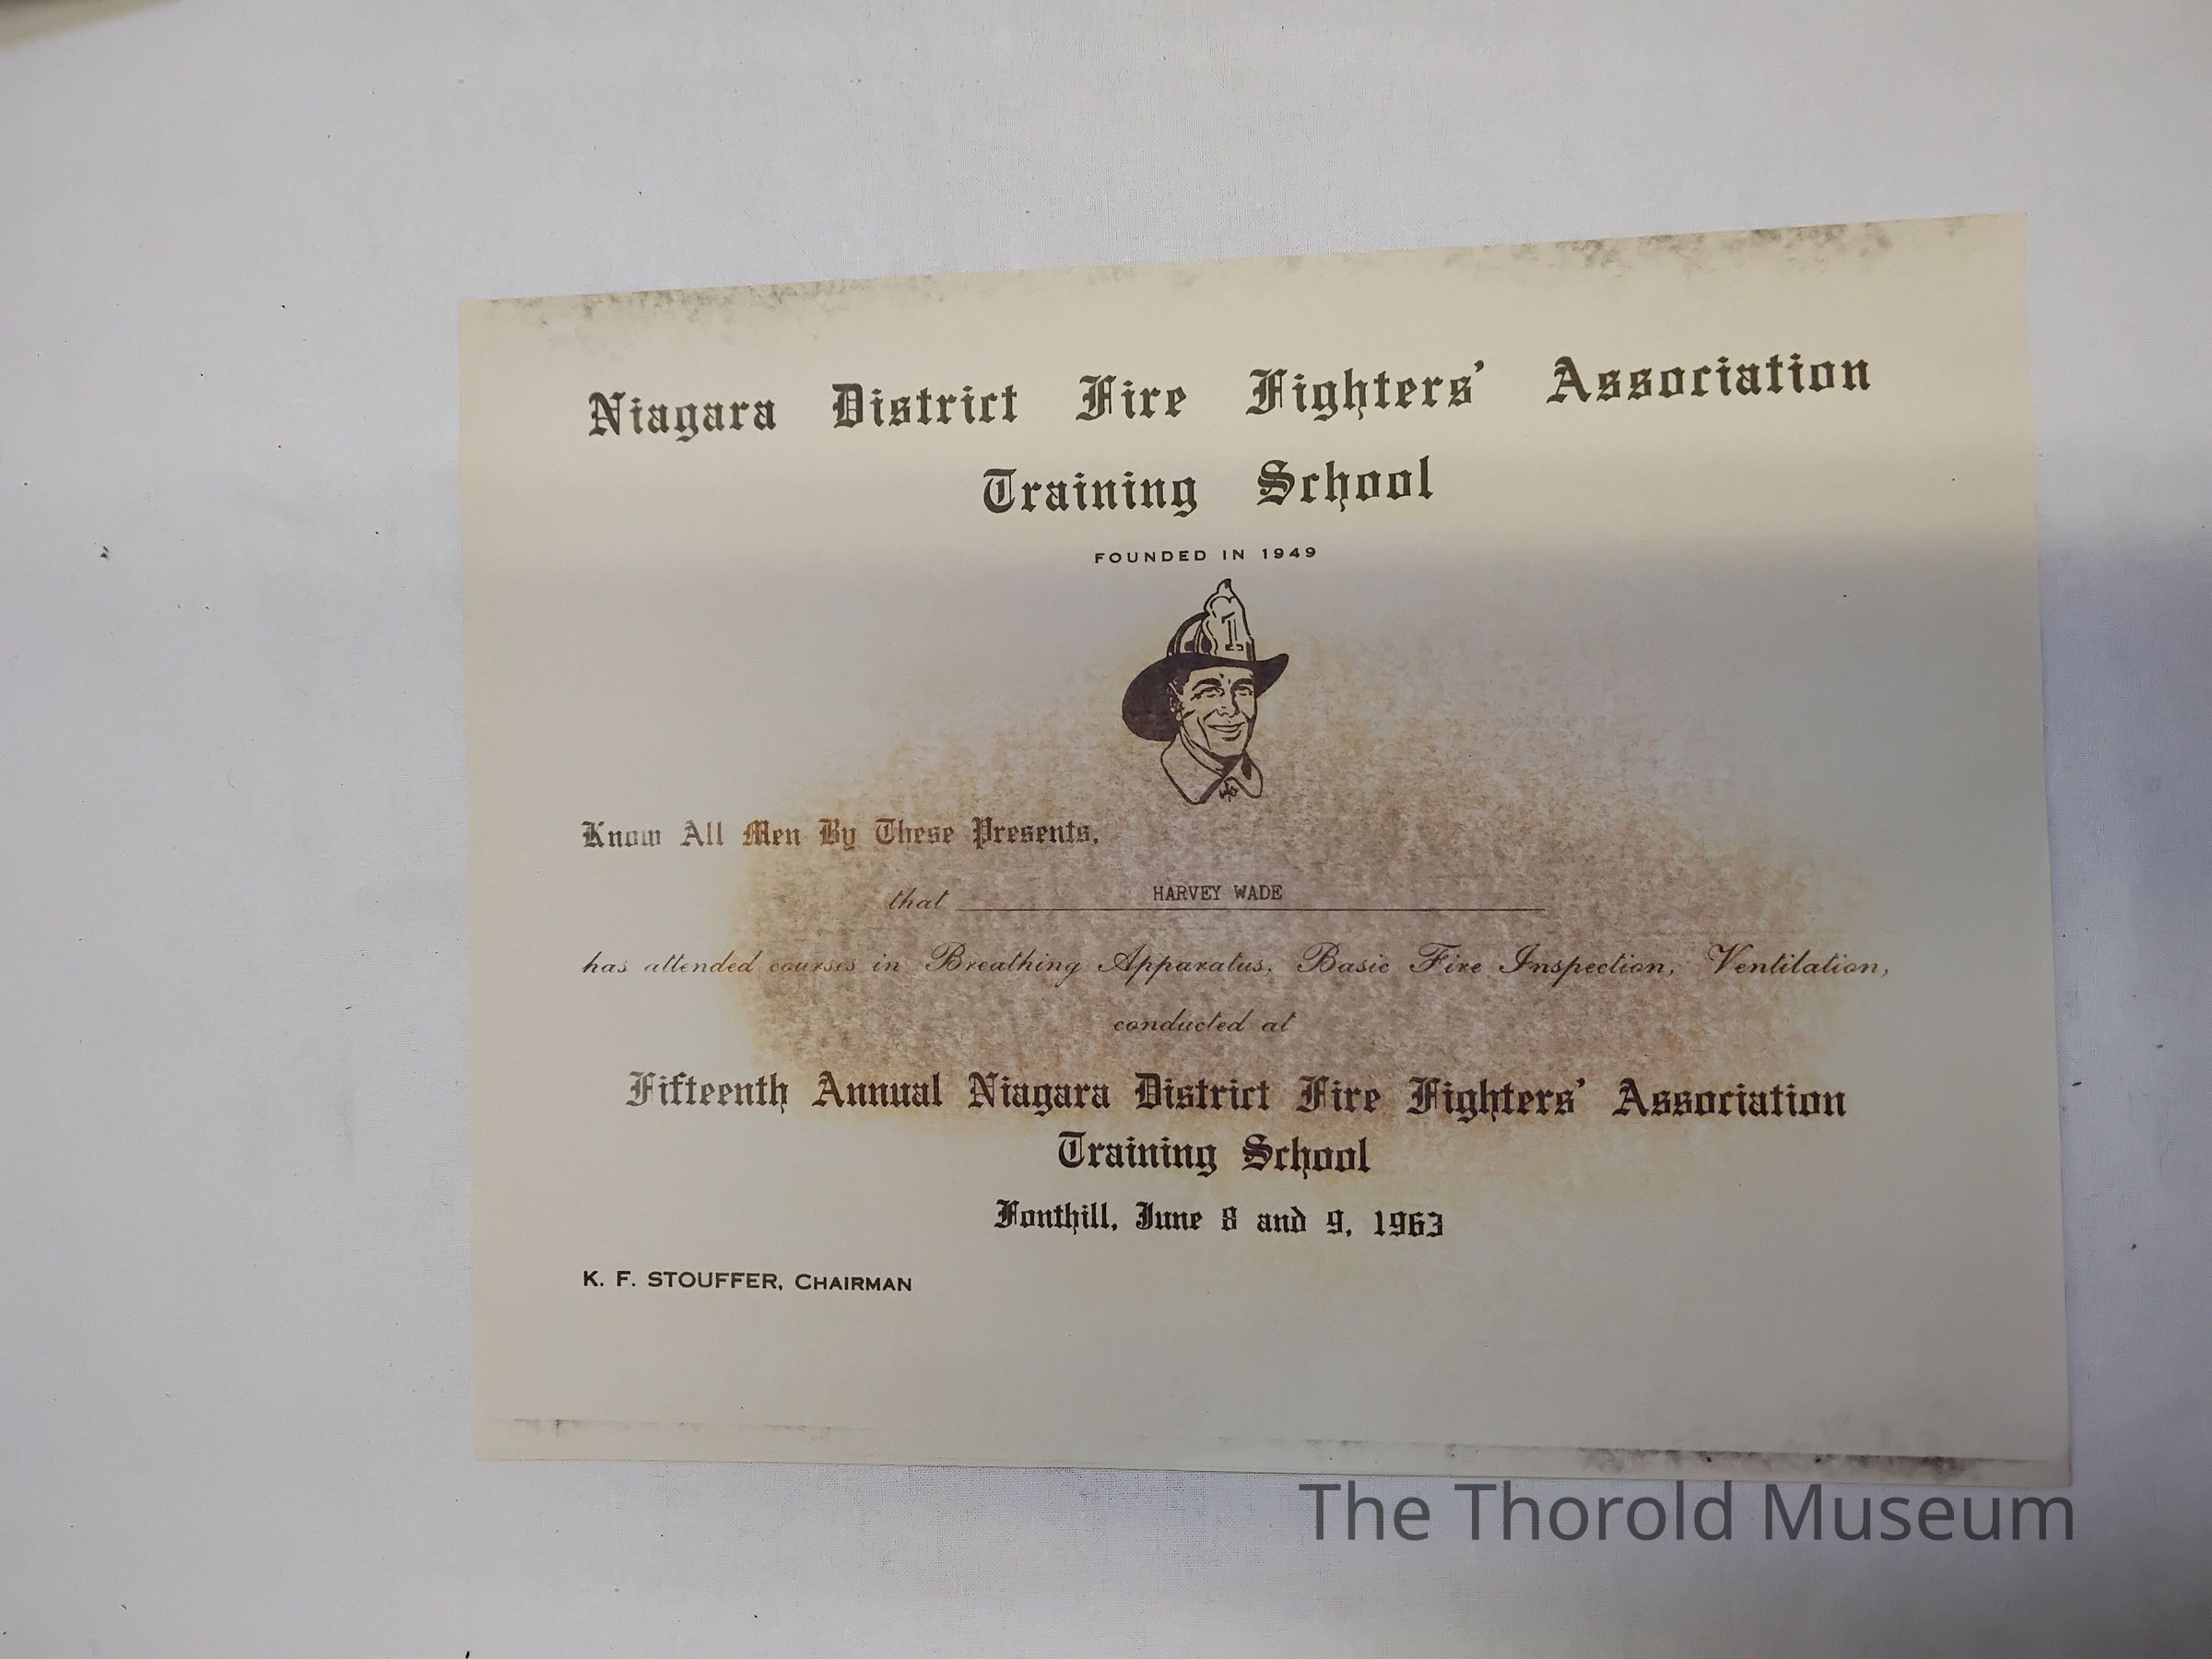 Niagara District Fire Fighters' Association
Training School
FOUNDED IN 1949
1
Know All Men By These Presents,
that HARVEY WADE
has attended courses in Breathing Apparatus, Basic Fire Inspection, Ventilation,
conducted at
Fifteenth Annual Niagara District Fire Fighters' Association
Training School
Fonthill, June 8 and 9, 1963
K. F. STOUFFER, CHAIRMAN
The Thorold Museum